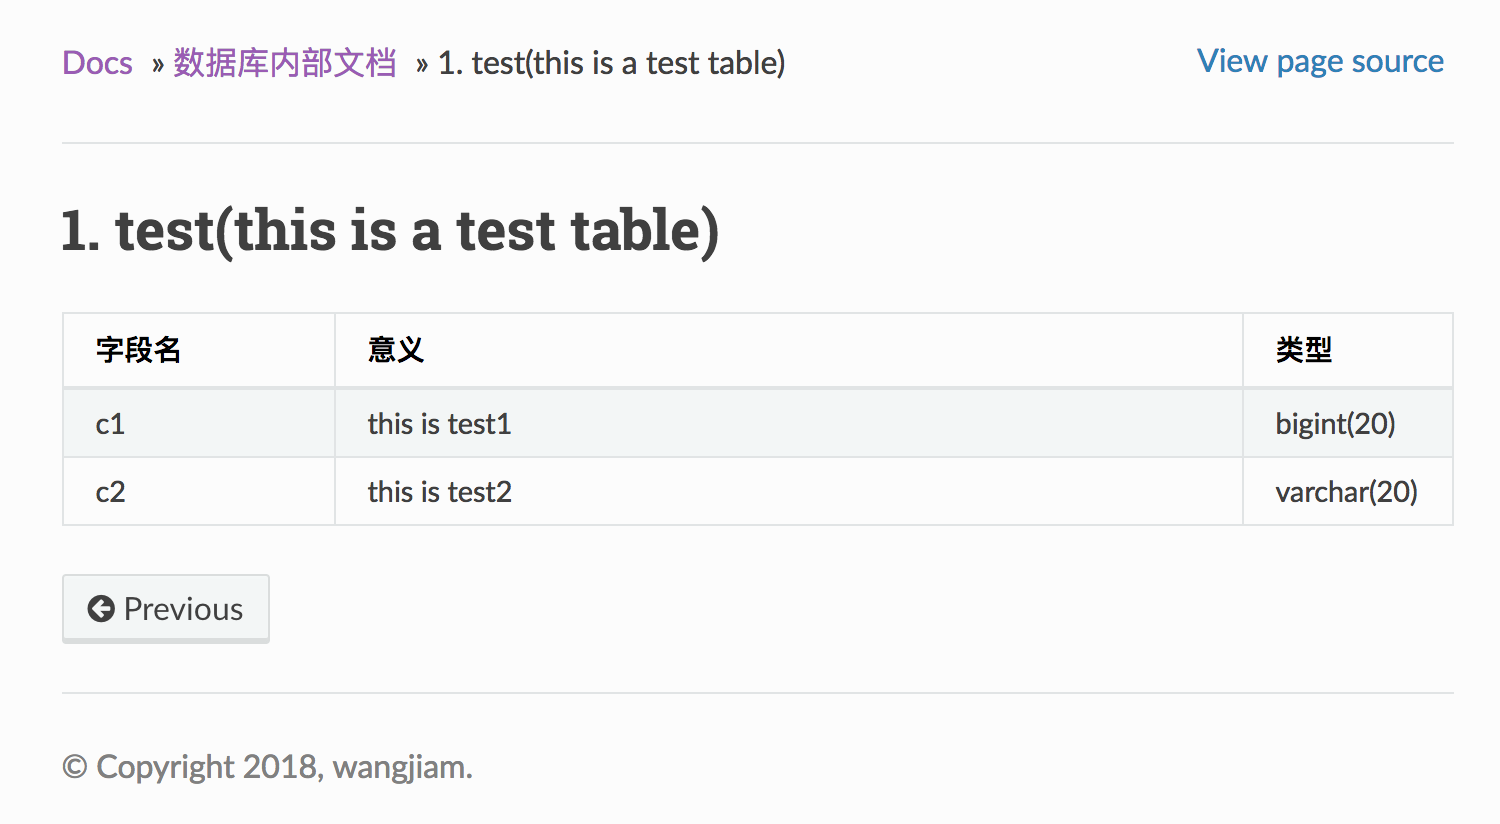 Docs » 数据库内部文档 » 1. test(this is a test table) View page source
1. test(this is a test table)
字段名 意义 类型
c1 this is test1 bigint(20)
c2 this is test2 varchar(20)
Previous
© Copyright 2018, wangjiam.